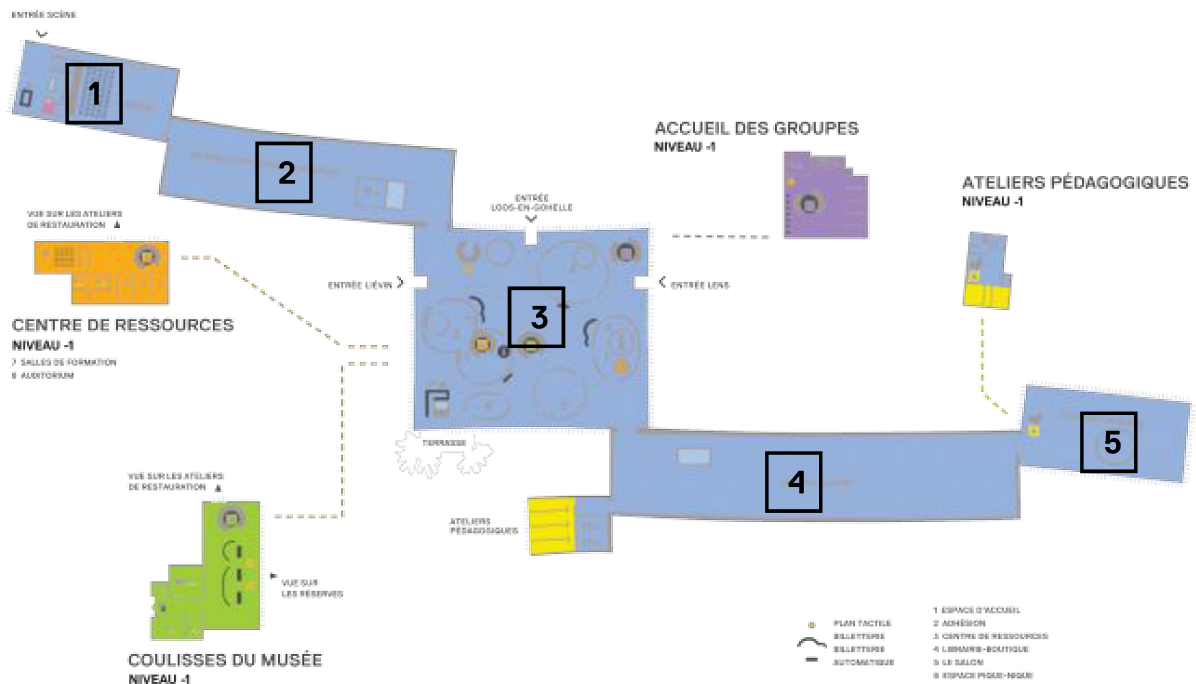 ENTRÉE SCÈNE
1
2
ACCUEIL DES GROUPES
NIVEAU -1
ATELIERS PÉDAGOGIQUES
NIVEAU -1
ENTRÉE
LOOS-EN-GOHELLE
VUE SUR LES ATELIERS
DE RESTAURATION
ENTRÉE LIÉVIN
ENTRÉE LENS
3
CENTRE DE RESSOURCES
NIVEAU -1
7 SALLES DE FORMATION
8 AUDITORIUM
TERRASSE
4
5
VUE SUR LES ATELIERS
DE RESTAURATION
ATELIERS
PÉDAGOGIQUES
VUE SUR
LES RÉSERVES
COULISSES DU MUSÉE
NIVEAU -1
PLAN TACTILE
BILLETTERIE
BILLETTERIE
AUTOMATIQUE
1 ESPACE D'ACCUEIL
2 ADHÉSION
3 CENTRE DE RESSOURCES
4 LIBRAIRIE-BOUTIQUE
5 LE SALON
6 ESPACE PIQUE-NIQUE